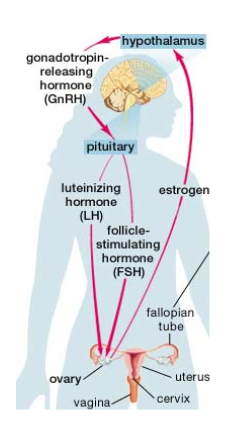 hypothalamus
gonadotropin-
releasing
hormone
(GnRH)
pituitary
luteinizing
hormone
(LH)
estrogen
follicle-
stimulating
hormone
(FSH)
fallopian
tube
ovary
uterus
vagina
cervix